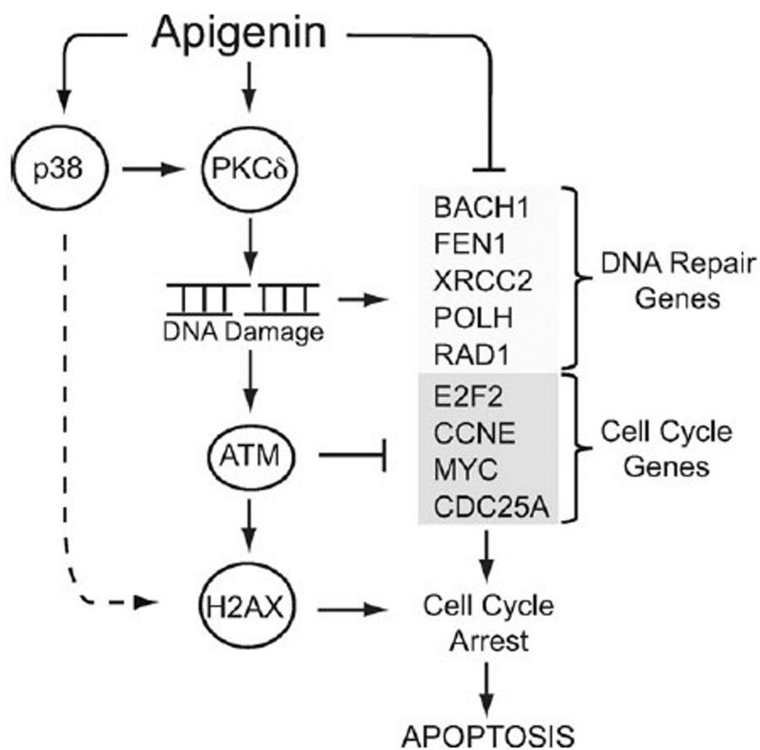 Apigenin
p38
PKCδ
BACH1
FEN1
XRCC2
POLH
RAD1
DNA Repair
Genes
DNA Damage
E2F2
CCNE
MYC
CDC25A
Cell Cycle
Genes
ATM
H2AX
Cell Cycle
Arrest
APOPTOSIS